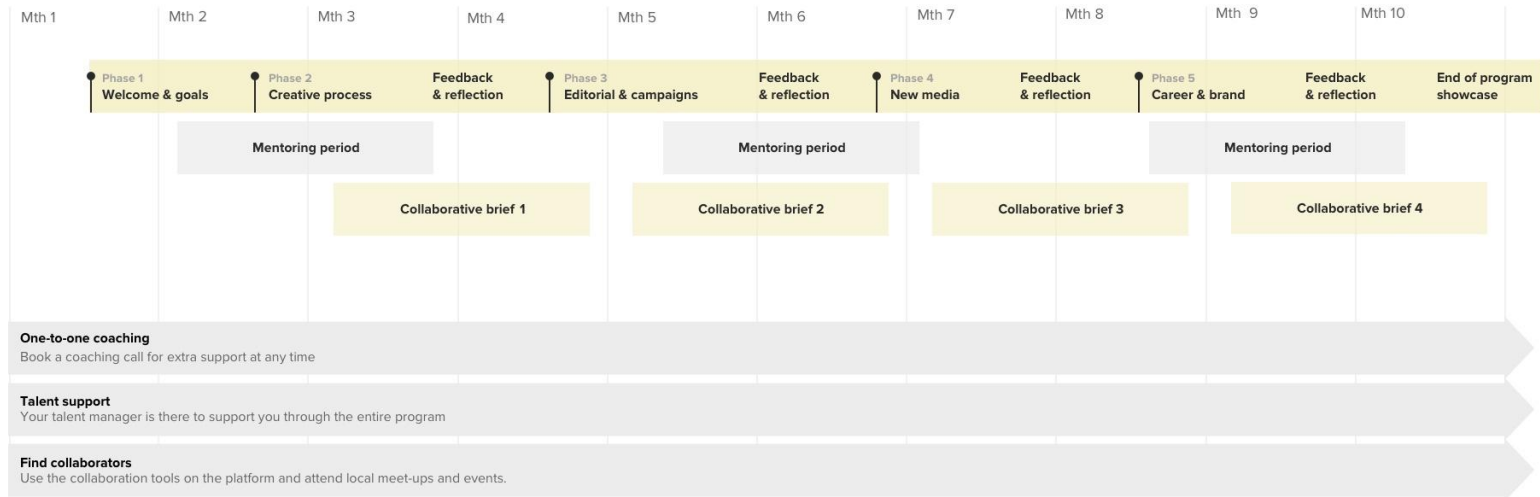 Mth 1
Mth 2
Mth 3
Mth 4
Mth 5
Mth 6
Mth 7
Mth 8
Mth 9
Mth 10
Phase 1
Welcome & goals
Phase 2
Creative process
Feedback
& reflection
Phase 3
Editorial & campaigns
Feedback
& reflection
Phase 4
New media
Feedback
& reflection
Phase 5
Career & brand
Feedback
& reflection
End of program
showcase
Mentoring period
Mentoring period
Mentoring period
Collaborative brief 1
Collaborative brief 2
Collaborative brief 3
Collaborative brief 4
One-to-one coaching
Book a coaching call for extra support at any time
Talent support
Your talent manager is there to support you through the entire program
Find collaborators
Use the collaboration tools on the platform and attend local meet-ups and events.